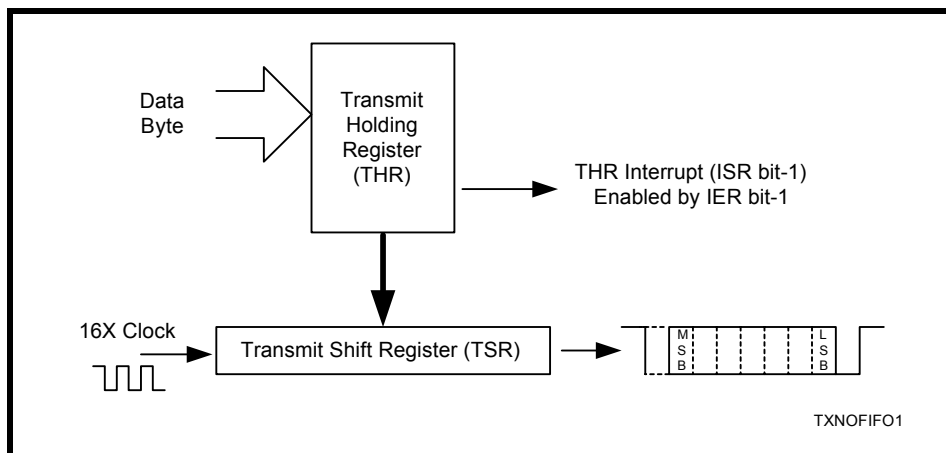 Data
Byte
Transmit
Holding
Register
(THR)
THR Interrupt (ISR bit-1)
Enabled by IER bit-1
16X Clock
Transmit Shift Register (TSR)
M
S
B
L
S
B
TXNOFIFO1